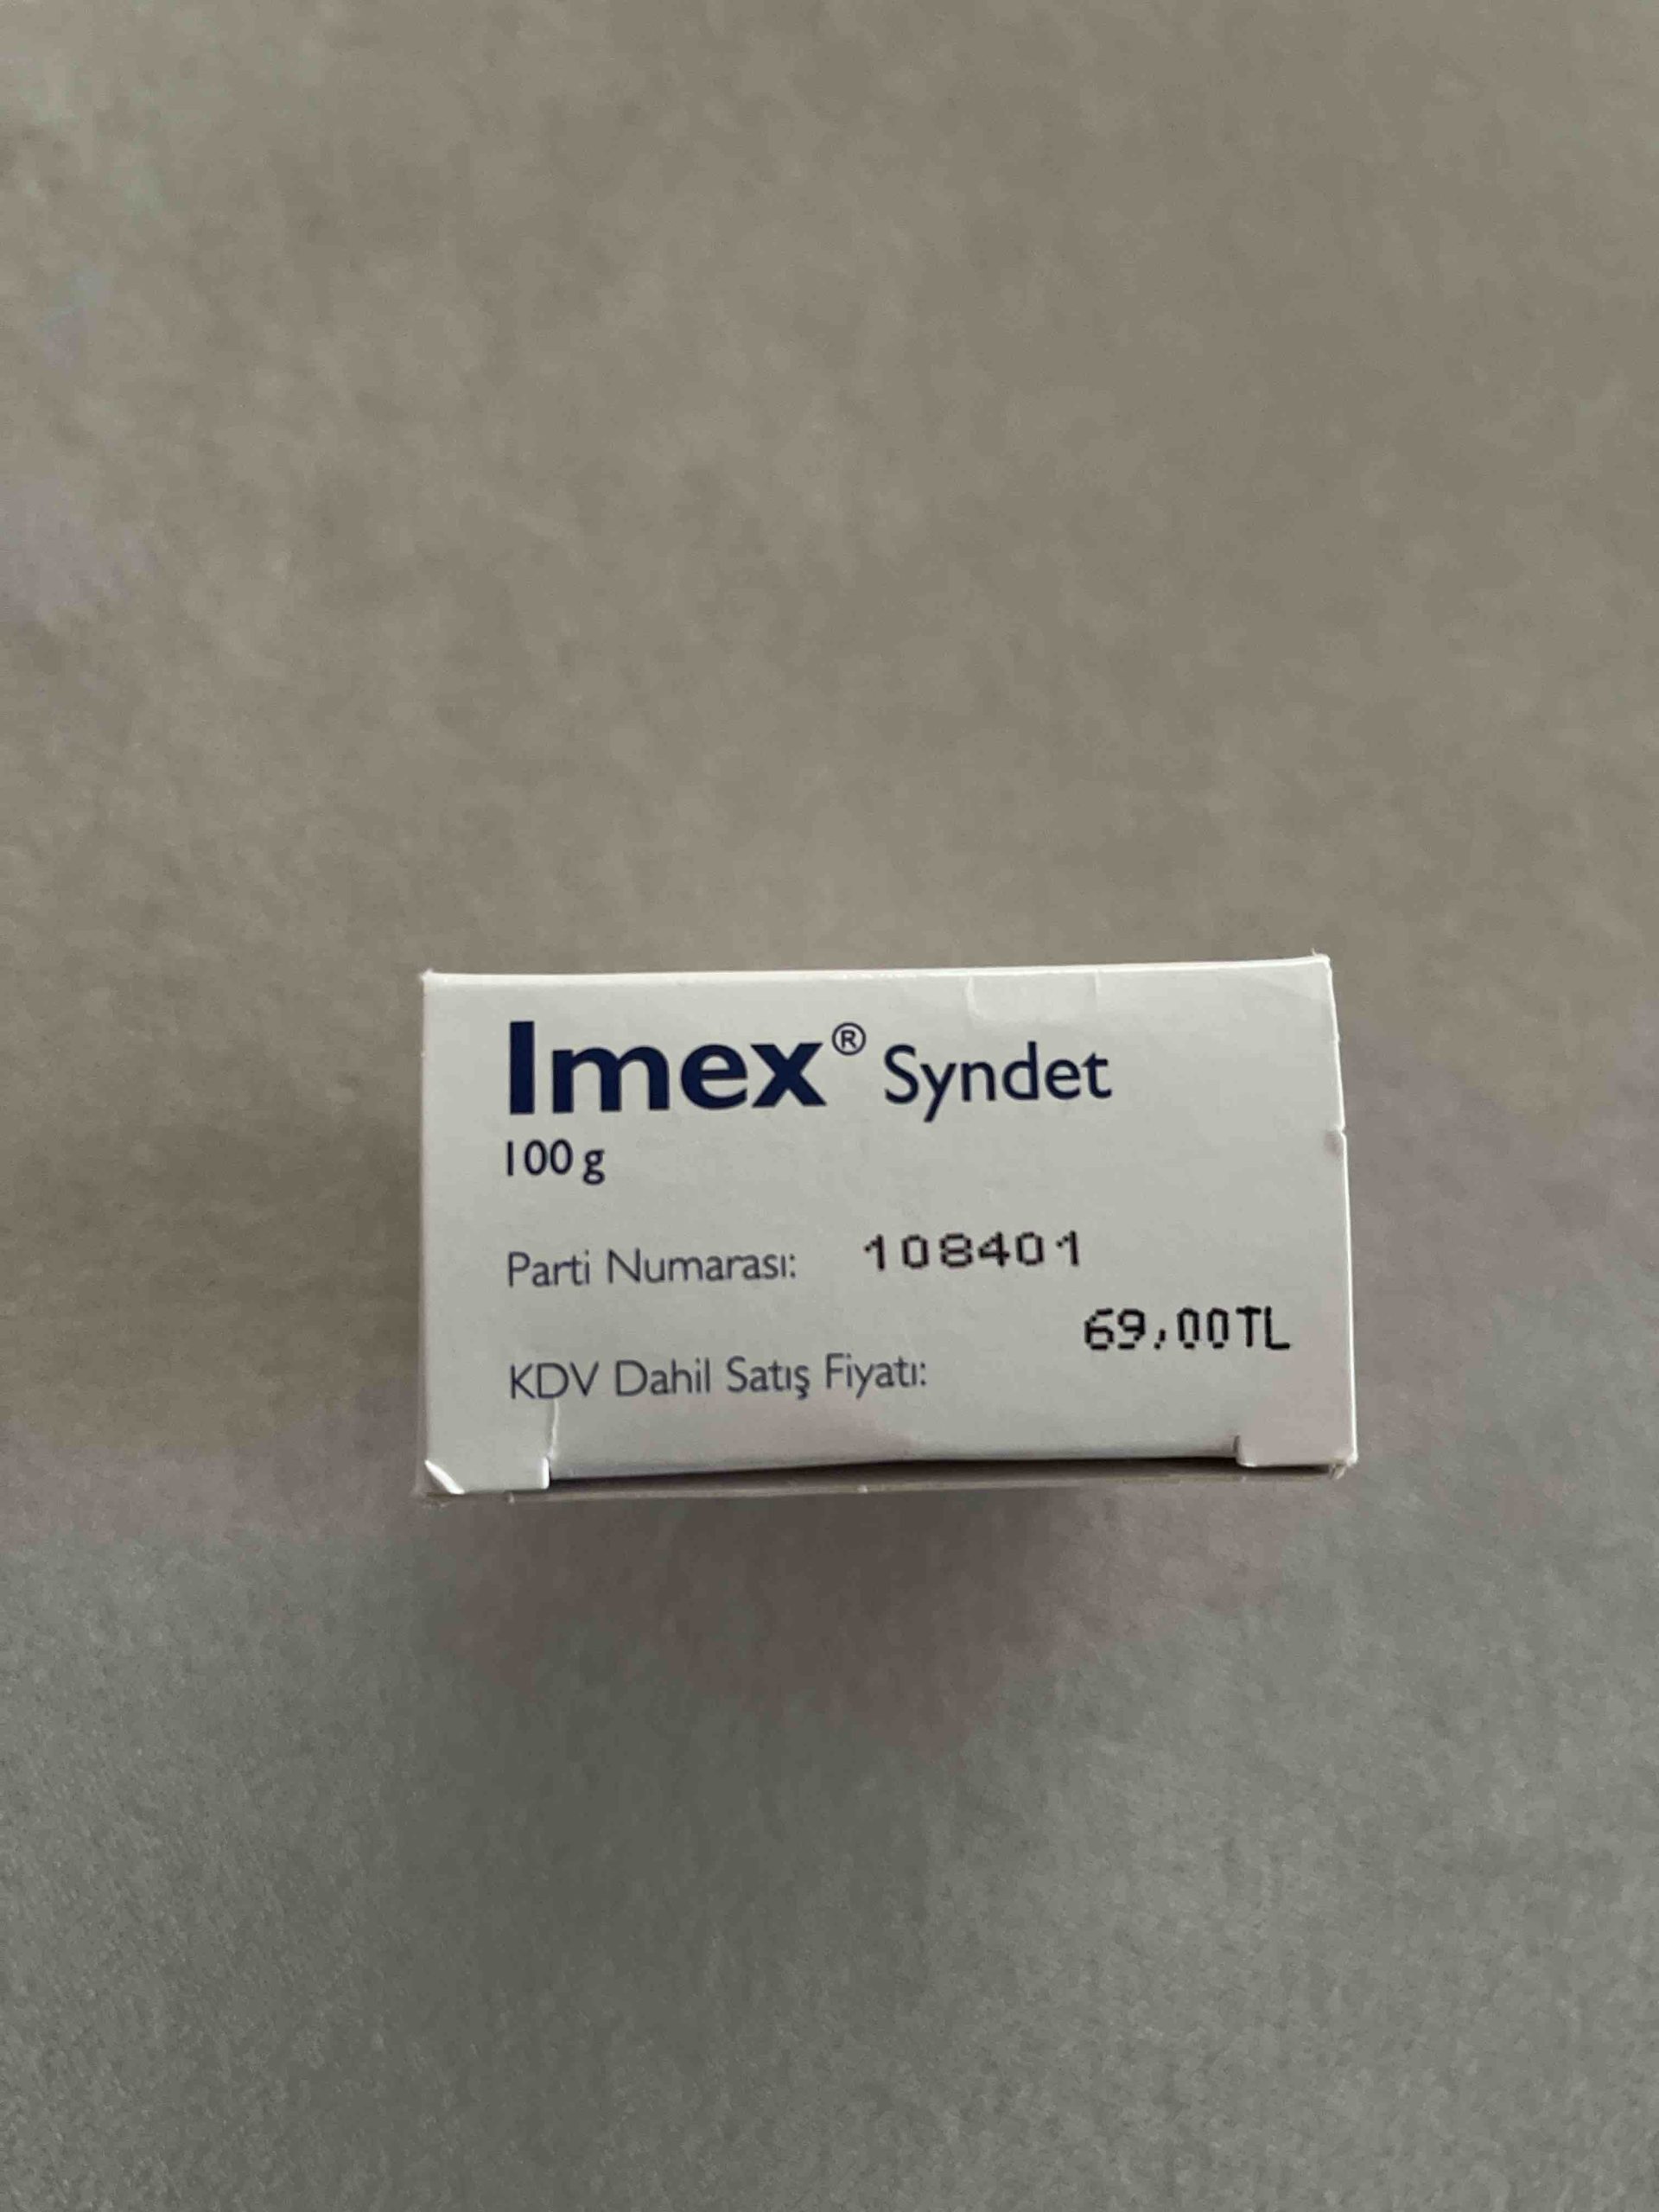 Imex® Syndet
100 g
Parti Numarası: 108401
69,00TL
KDV Dahil Satış Fiyatı: